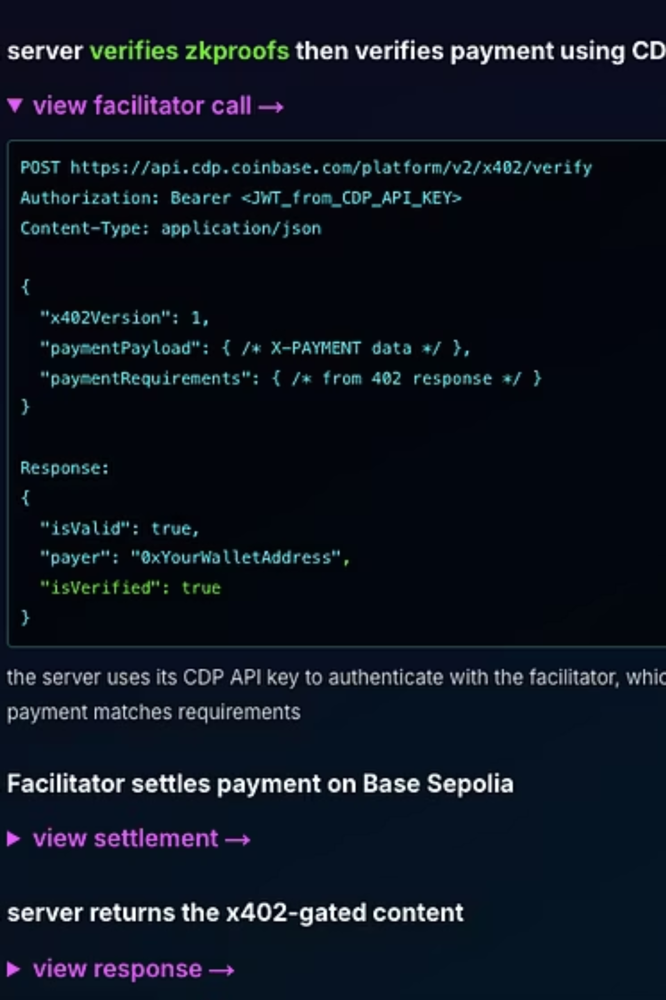 server verifies zkproofs then verifies payment using CD
▼ view facilitator call →
POST https://api.cdp.coinbase.com/platform/v2/x402/verify
Authorization: Bearer <JWT_from_CDP_API_KEY>
Content-Type: application/json
{
"x402Version": 1,
"paymentPayload": { /* X-PAYMENT data */ },
"paymentRequirements": { /* from 402 response */ }
}
Response:
{
"isValid": true,
"payer": "0xYourWalletAddress",
"isVerified": true
}
the server uses its CDP API key to authenticate with the facilitator, whic
payment matches requirements
Facilitator settles payment on Base Sepolia
▶ view settlement →
server returns the x402-gated content
▶ view response →